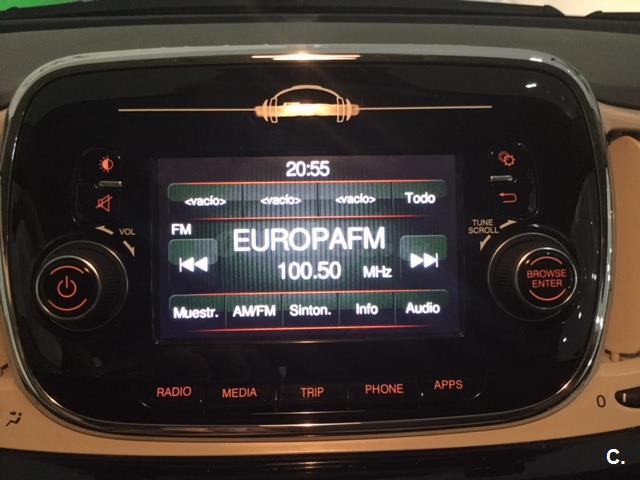 20:55
<vacío> <vacío> <vacío> Todo
VOL
FM
EUROPAFM
100.50 MHz
TUNE
SCROLL
BROWSE
ENTER
Muestr. AM/FM Sinton. Info Audio
RADIO MEDIA TRIP PHONE APPS
0
C.